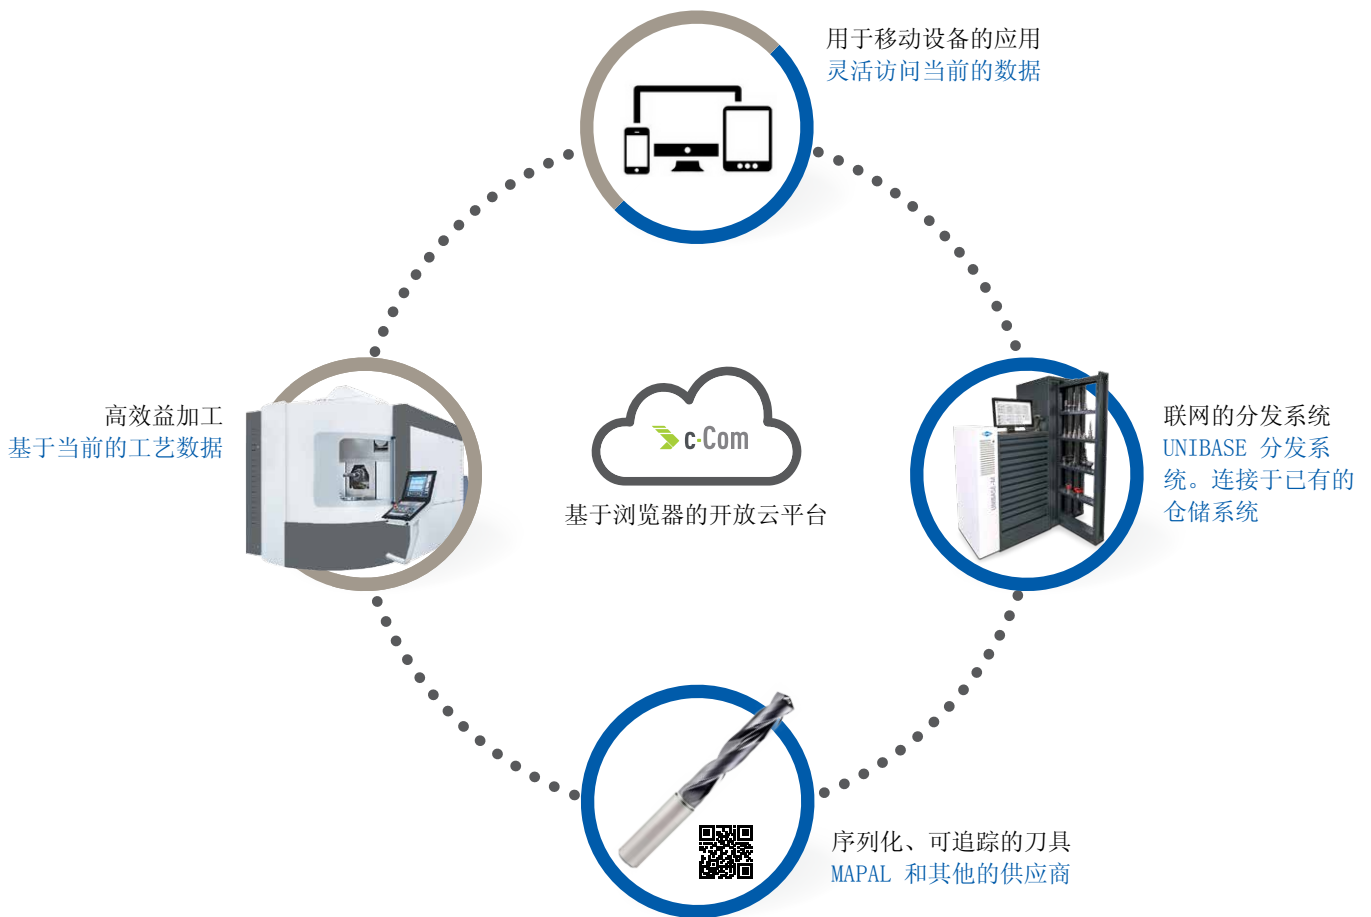 用于移动设备的应用
灵活访问当前的数据
高效益加工
基于当前的工艺数据
c-Com
基于浏览器的开放云平台
联网的分发系统
UNIBASE 分发系
统。连接于已有的
仓储系统
UNIBASE-M
序列化、可追踪的刀具
MAPAL 和其他的供应商